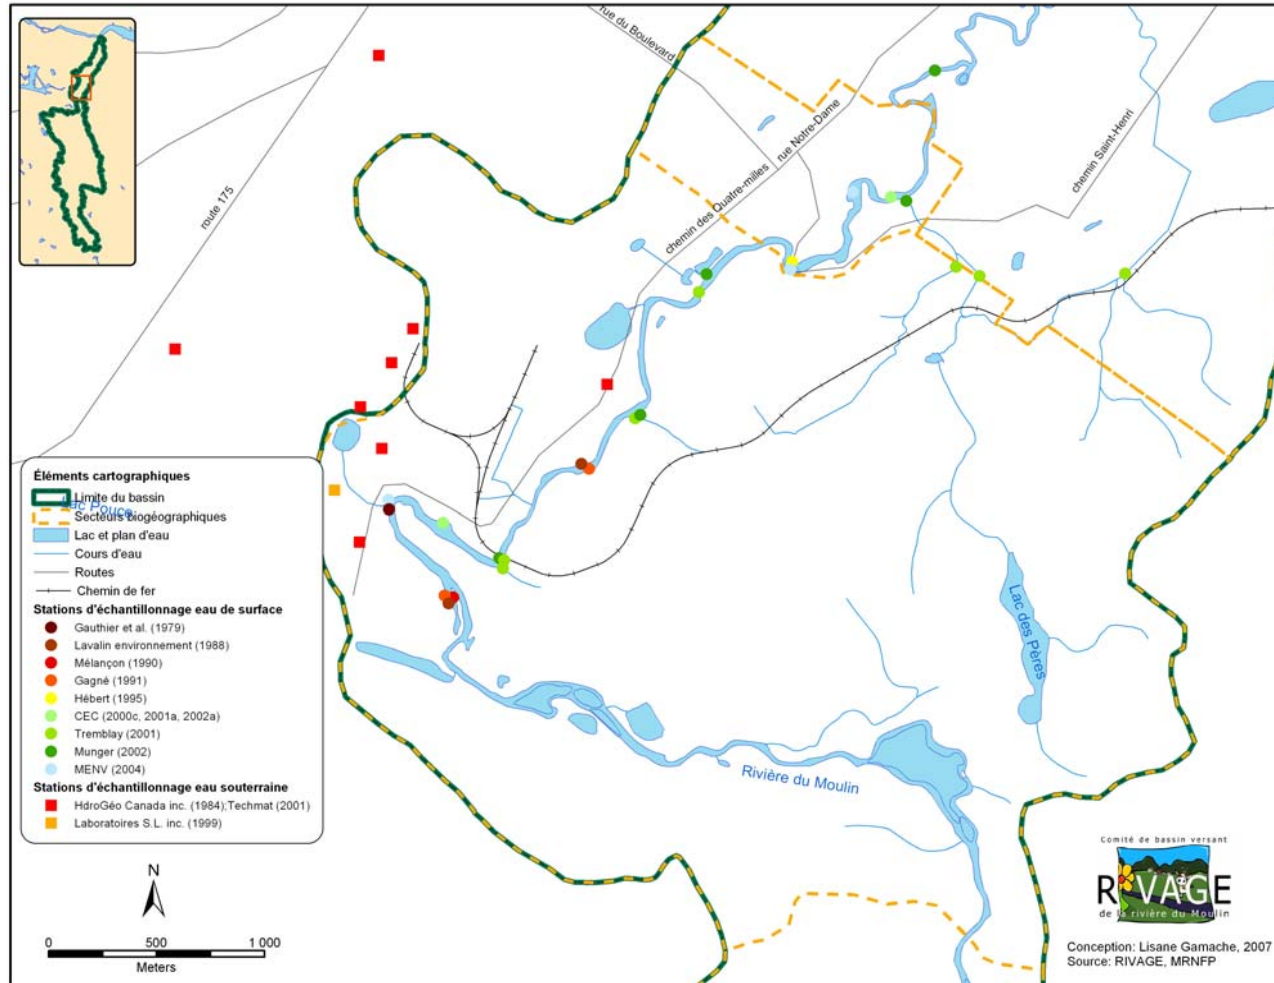 rue du Boulevard
rue Notre-Dame
chemin Saint-Henri
route 175
chemin des Quatre-milles
Éléments cartographiques
Limite du bassin
Lac Pouce
Secteurs biogéographiques
Lac et plan d'eau
Cours d'eau
Routes
Chemin de fer
Stations d'échantillonnage eau de surface
Gauthier et al. (1979)
Lavalin environnement (1988)
Mélançon (1990)
Gagné (1991)
Hébert (1995)
CEC (2000c, 2001a, 2002a)
Tremblay (2001)
Munger (2002)
MENV (2004)
Stations d'échantillonnage eau souterraine
HdroGéo Canada inc. (1984);Techmat (2001)
Laboratoires S.L. inc. (1999)
Lac des Pères
Rivière du Moulin
N
0 500 1 000
Meters
Comité de bassin versant
RIVAGE
de la rivière du Moulin
Conception: Lisane Gamache, 2007
Source: RIVAGE, MRNFP